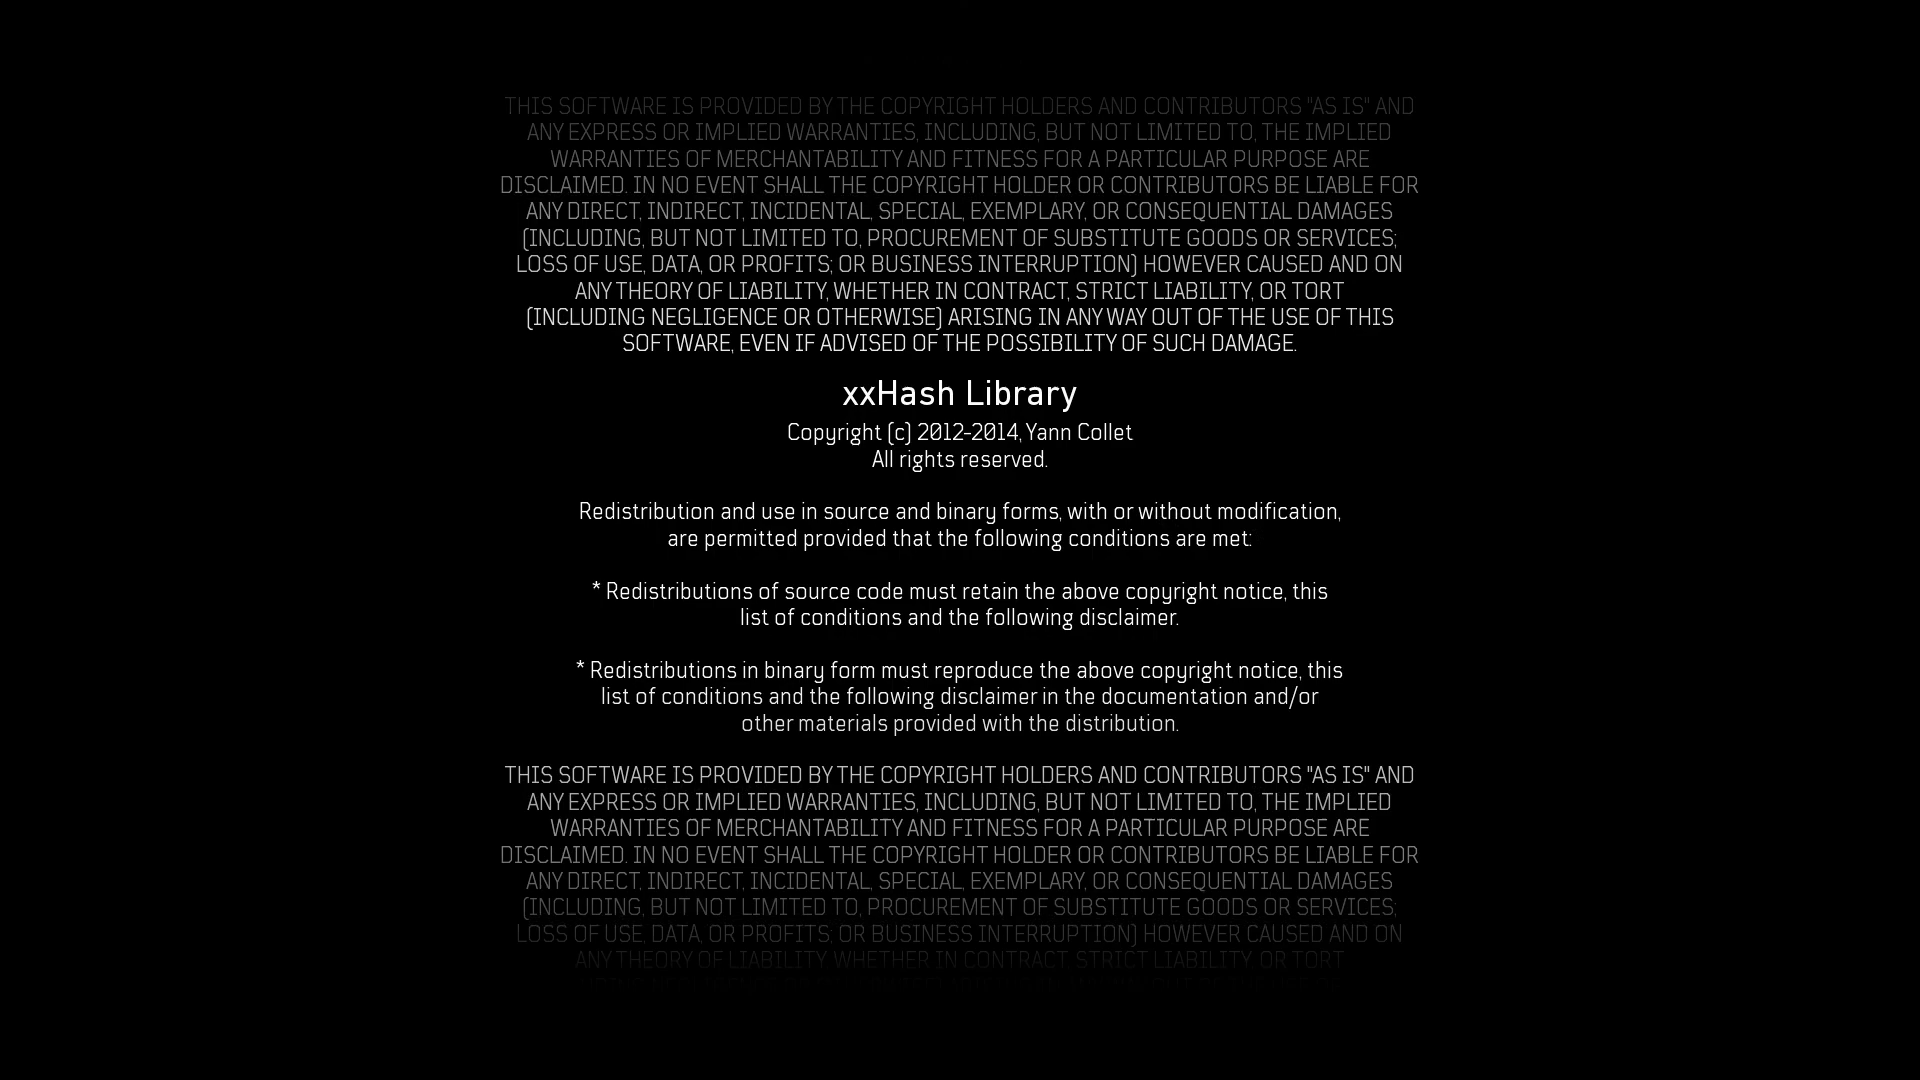 THIS SOFTWARE IS PROVIDED BY THE COPYRIGHT HOLDERS AND CONTRIBUTORS "AS IS" AND
ANY EXPRESS OR IMPLIED WARRANTIES, INCLUDING, BUT NOT LIMITED TO, THE IMPLIED
WARRANTIES OF MERCHANTABILITY AND FITNESS FOR A PARTICULAR PURPOSE ARE
DISCLAIMED. IN NO EVENT SHALL THE COPYRIGHT HOLDER OR CONTRIBUTORS BE LIABLE FOR
ANY DIRECT, INDIRECT, INCIDENTAL, SPECIAL, EXEMPLARY, OR CONSEQUENTIAL DAMAGES
(INCLUDING, BUT NOT LIMITED TO, PROCUREMENT OF SUBSTITUTE GOODS OR SERVICES;
LOSS OF USE, DATA, OR PROFITS; OR BUSINESS INTERRUPTION) HOWEVER CAUSED AND ON
ANY THEORY OF LIABILITY, WHETHER IN CONTRACT, STRICT LIABILITY, OR TORT
(INCLUDING NEGLIGENCE OR OTHERWISE) ARISING IN ANY WAY OUT OF THE USE OF THIS
SOFTWARE, EVEN IF ADVISED OF THE POSSIBILITY OF SUCH DAMAGE.
xxHash Library
Copyright (c) 2012-2014, Yann Collet
All rights reserved.
Redistribution and use in source and binary forms, with or without modification,
are permitted provided that the following conditions are met:
* Redistributions of source code must retain the above copyright notice, this
list of conditions and the following disclaimer.
* Redistributions in binary form must reproduce the above copyright notice, this
list of conditions and the following disclaimer in the documentation and/or
other materials provided with the distribution.
THIS SOFTWARE IS PROVIDED BY THE COPYRIGHT HOLDERS AND CONTRIBUTORS "AS IS" AND
ANY EXPRESS OR IMPLIED WARRANTIES, INCLUDING, BUT NOT LIMITED TO, THE IMPLIED
WARRANTIES OF MERCHANTABILITY AND FITNESS FOR A PARTICULAR PURPOSE ARE
DISCLAIMED. IN NO EVENT SHALL THE COPYRIGHT HOLDER OR CONTRIBUTORS BE LIABLE FOR
ANY DIRECT, INDIRECT, INCIDENTAL, SPECIAL, EXEMPLARY, OR CONSEQUENTIAL DAMAGES
(INCLUDING, BUT NOT LIMITED TO, PROCUREMENT OF SUBSTITUTE GOODS OR SERVICES;
LOSS OF USE, DATA, OR PROFITS; OR BUSINESS INTERRUPTION) HOWEVER CAUSED AND ON
ANY THEORY OF LIABILITY, WHETHER IN CONTRACT, STRICT LIABILITY, OR TORT